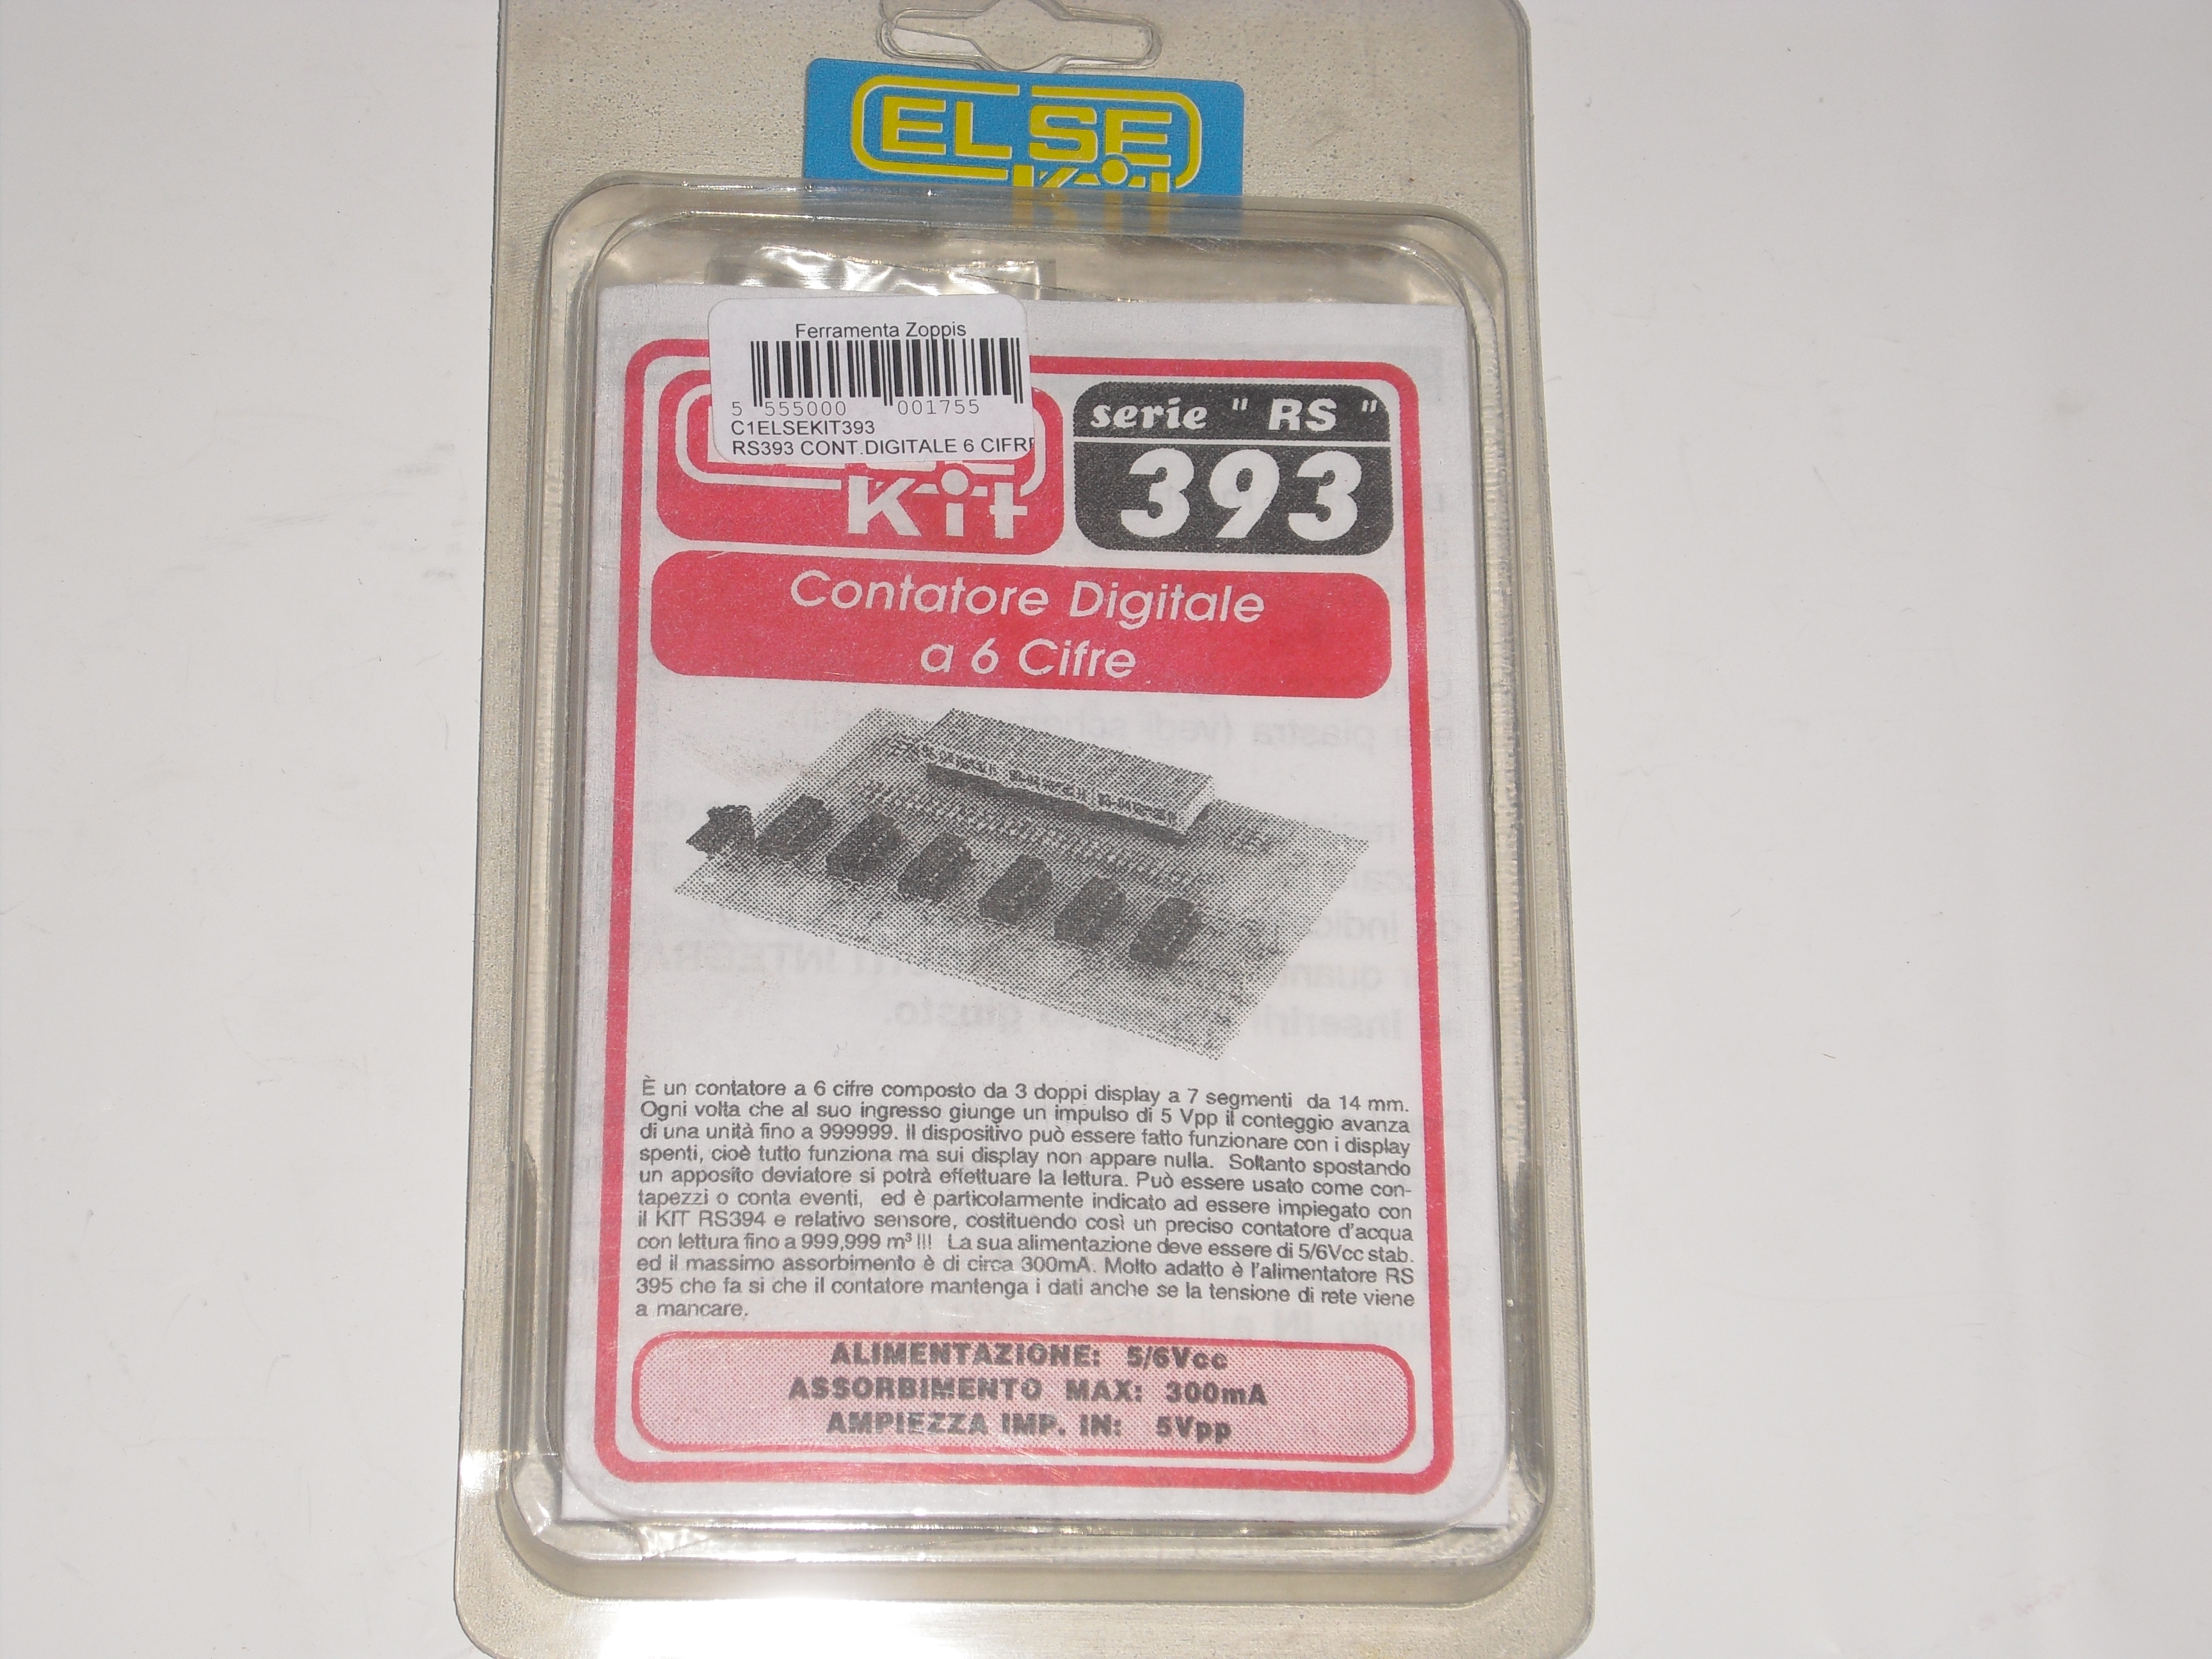 ELSE
Kit
Ferramenta Zoppis
5 555000 001755
C1ELSEKIT393
RS393 CONT.DIGITALE 6 CIFRE
Kit
serie " RS "
393
Contatore Digitale
a 6 Cifre
È un contatore a 6 cifre composto da 3 doppi display a 7 segmenti da 14 mm.
Ogni volta che al suo ingresso giunge un impulso di 5 Vpp il conteggio avanza
di una unità fino a 999999. Il dispositivo può essere fatto funzionare con i display
spenti, cioè tutto funziona ma sui display non appare nulla. Soltanto spostando
un apposito deviatore si potrà effettuare la lettura. Può essere usato come con-
tapezzi o conta eventi, ed è particolarmente indicato ad essere impiegato con
il KIT RS394 e relativo sensore, costituendo così un preciso contatore d'acqua
con lettura fino a 999,999 m³ !!! La sua alimentazione deve essere di 5/6Vcc stab.
ed il massimo assorbimento è di circa 300mA. Molto adatto è l'alimentatore RS
395 che fa si che il contatore mantenga i dati anche se la tensione di rete viene
a mancare.
ALIMENTAZIONE: 5/6Vcc
ASSORBIMENTO MAX: 300mA
AMPIEZZA IMP. IN: 5Vpp